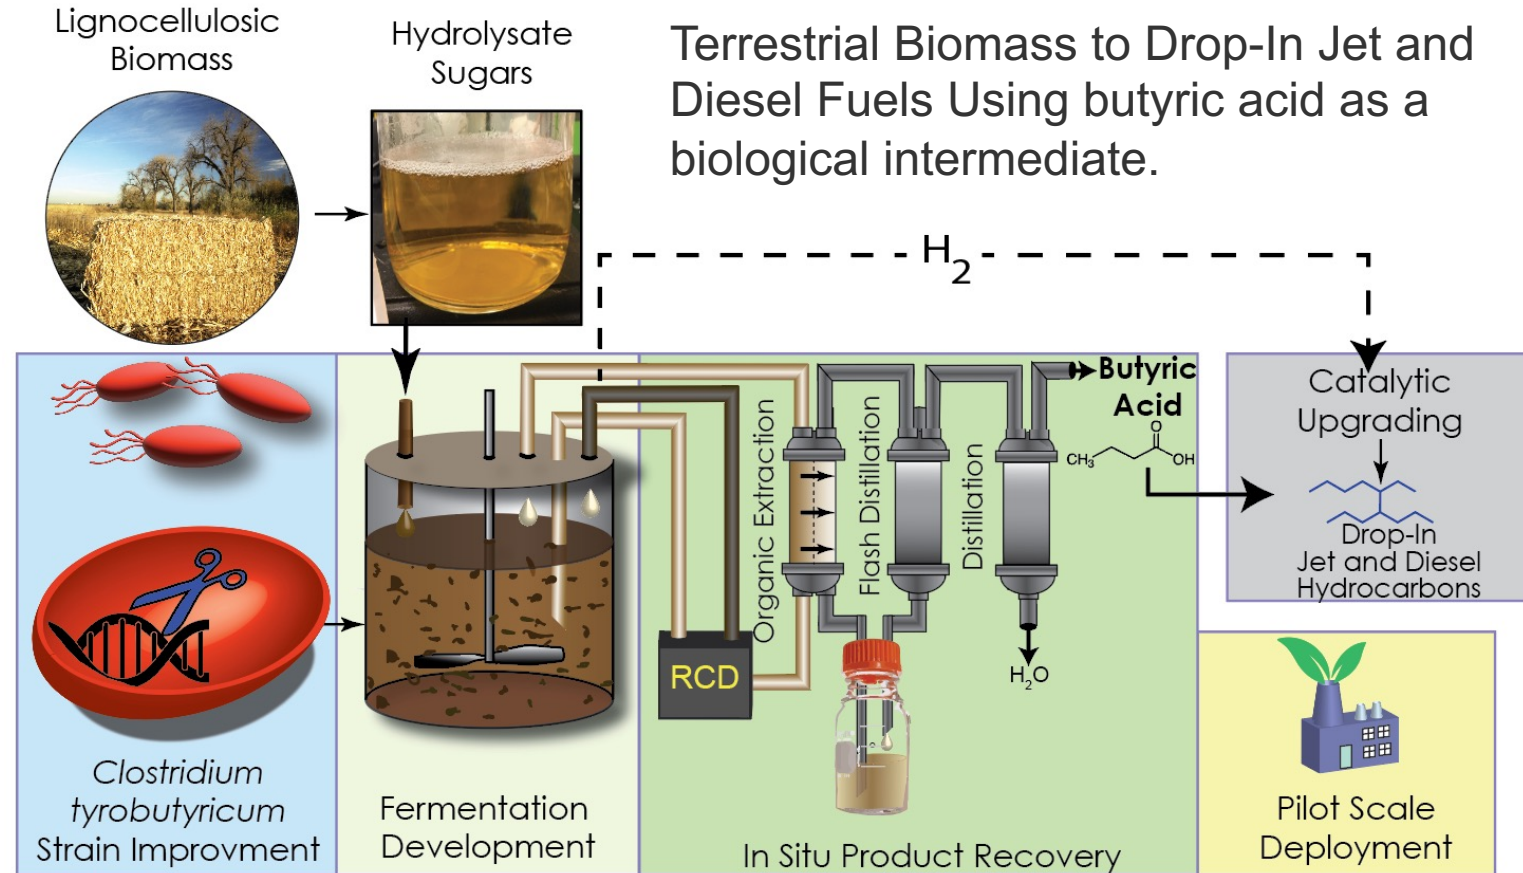 Lignocellulosic
Biomass
Hydrolysate
Sugars
Terrestrial Biomass to Drop-In Jet and
Diesel Fuels Using butyric acid as a
biological intermediate.
H2
Clostridium
tyrobutyricum
Strain Improvment
Fermentation
Development
RCD
Organic Extraction
Flash Distillation
Distillation
H2O
In Situ Product Recovery
Butyric
Acid
CH3
O
OH
Catalytic
Upgrading
Drop-In
Jet and Diesel
Hydrocarbons
Pilot Scale
Deployment